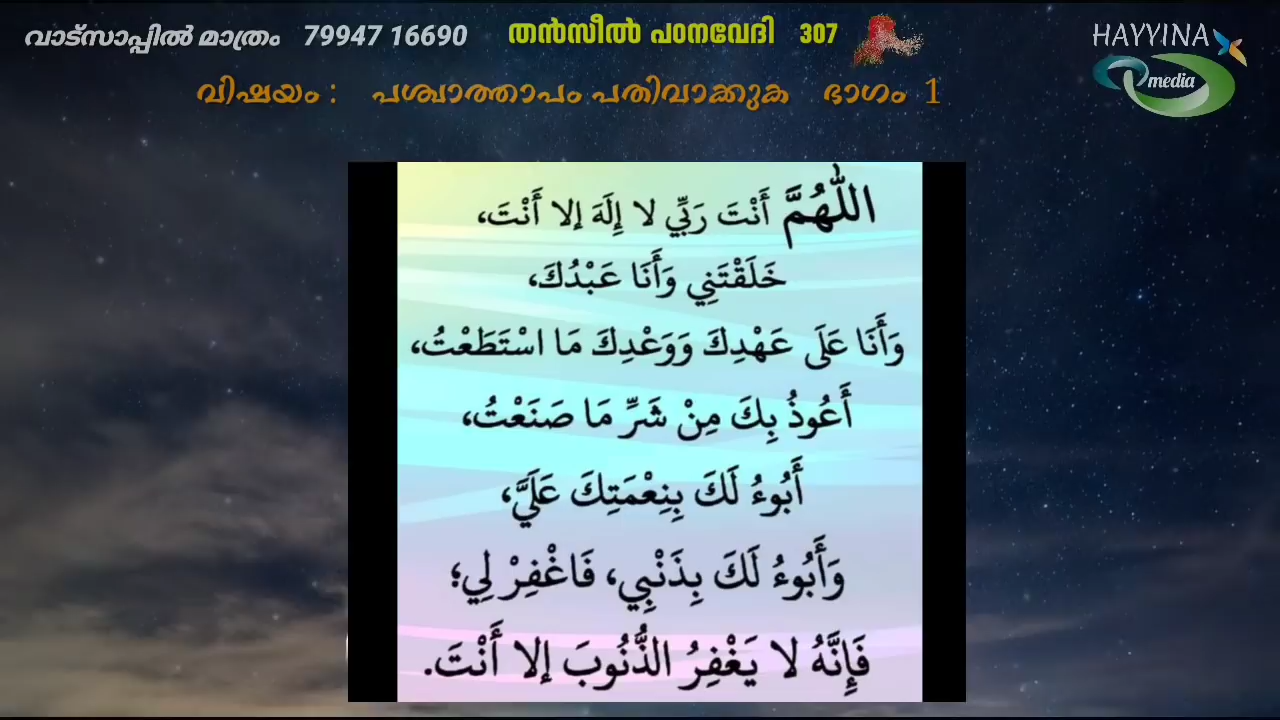 വാട്സാപ്പിൽ മാത്രം 79947 16690 തൻസീൽ പഠനവേദി 307
HAYYINA
media
വിഷയം : പശ്ചാത്താപം പതിവാക്കുക ഭാഗം 1
اللَّهُمَّ أَنْتَ رَبِّي لا إِلَهَ إلا أَنْتَ،
خَلَقْتَنِي وَأَنَا عَبْدُكَ،
وَأَنَا عَلَى عَهْدِكَ وَوَعْدِكَ مَا اسْتَطَعْتُ،
أَعُوذُ بِكَ مِنْ شَرِّ مَا صَنَعْتُ،
أَبُوءُ لَكَ بِنِعْمَتِكَ عَلَيَّ،
وَأَبُوءُ لَكَ بِذَنْبِي، فَاغْفِرْ لِي؛
فَإِنَّهُ لا يَغْفِرُ الذُّنُوبَ إلا أَنْتَ.